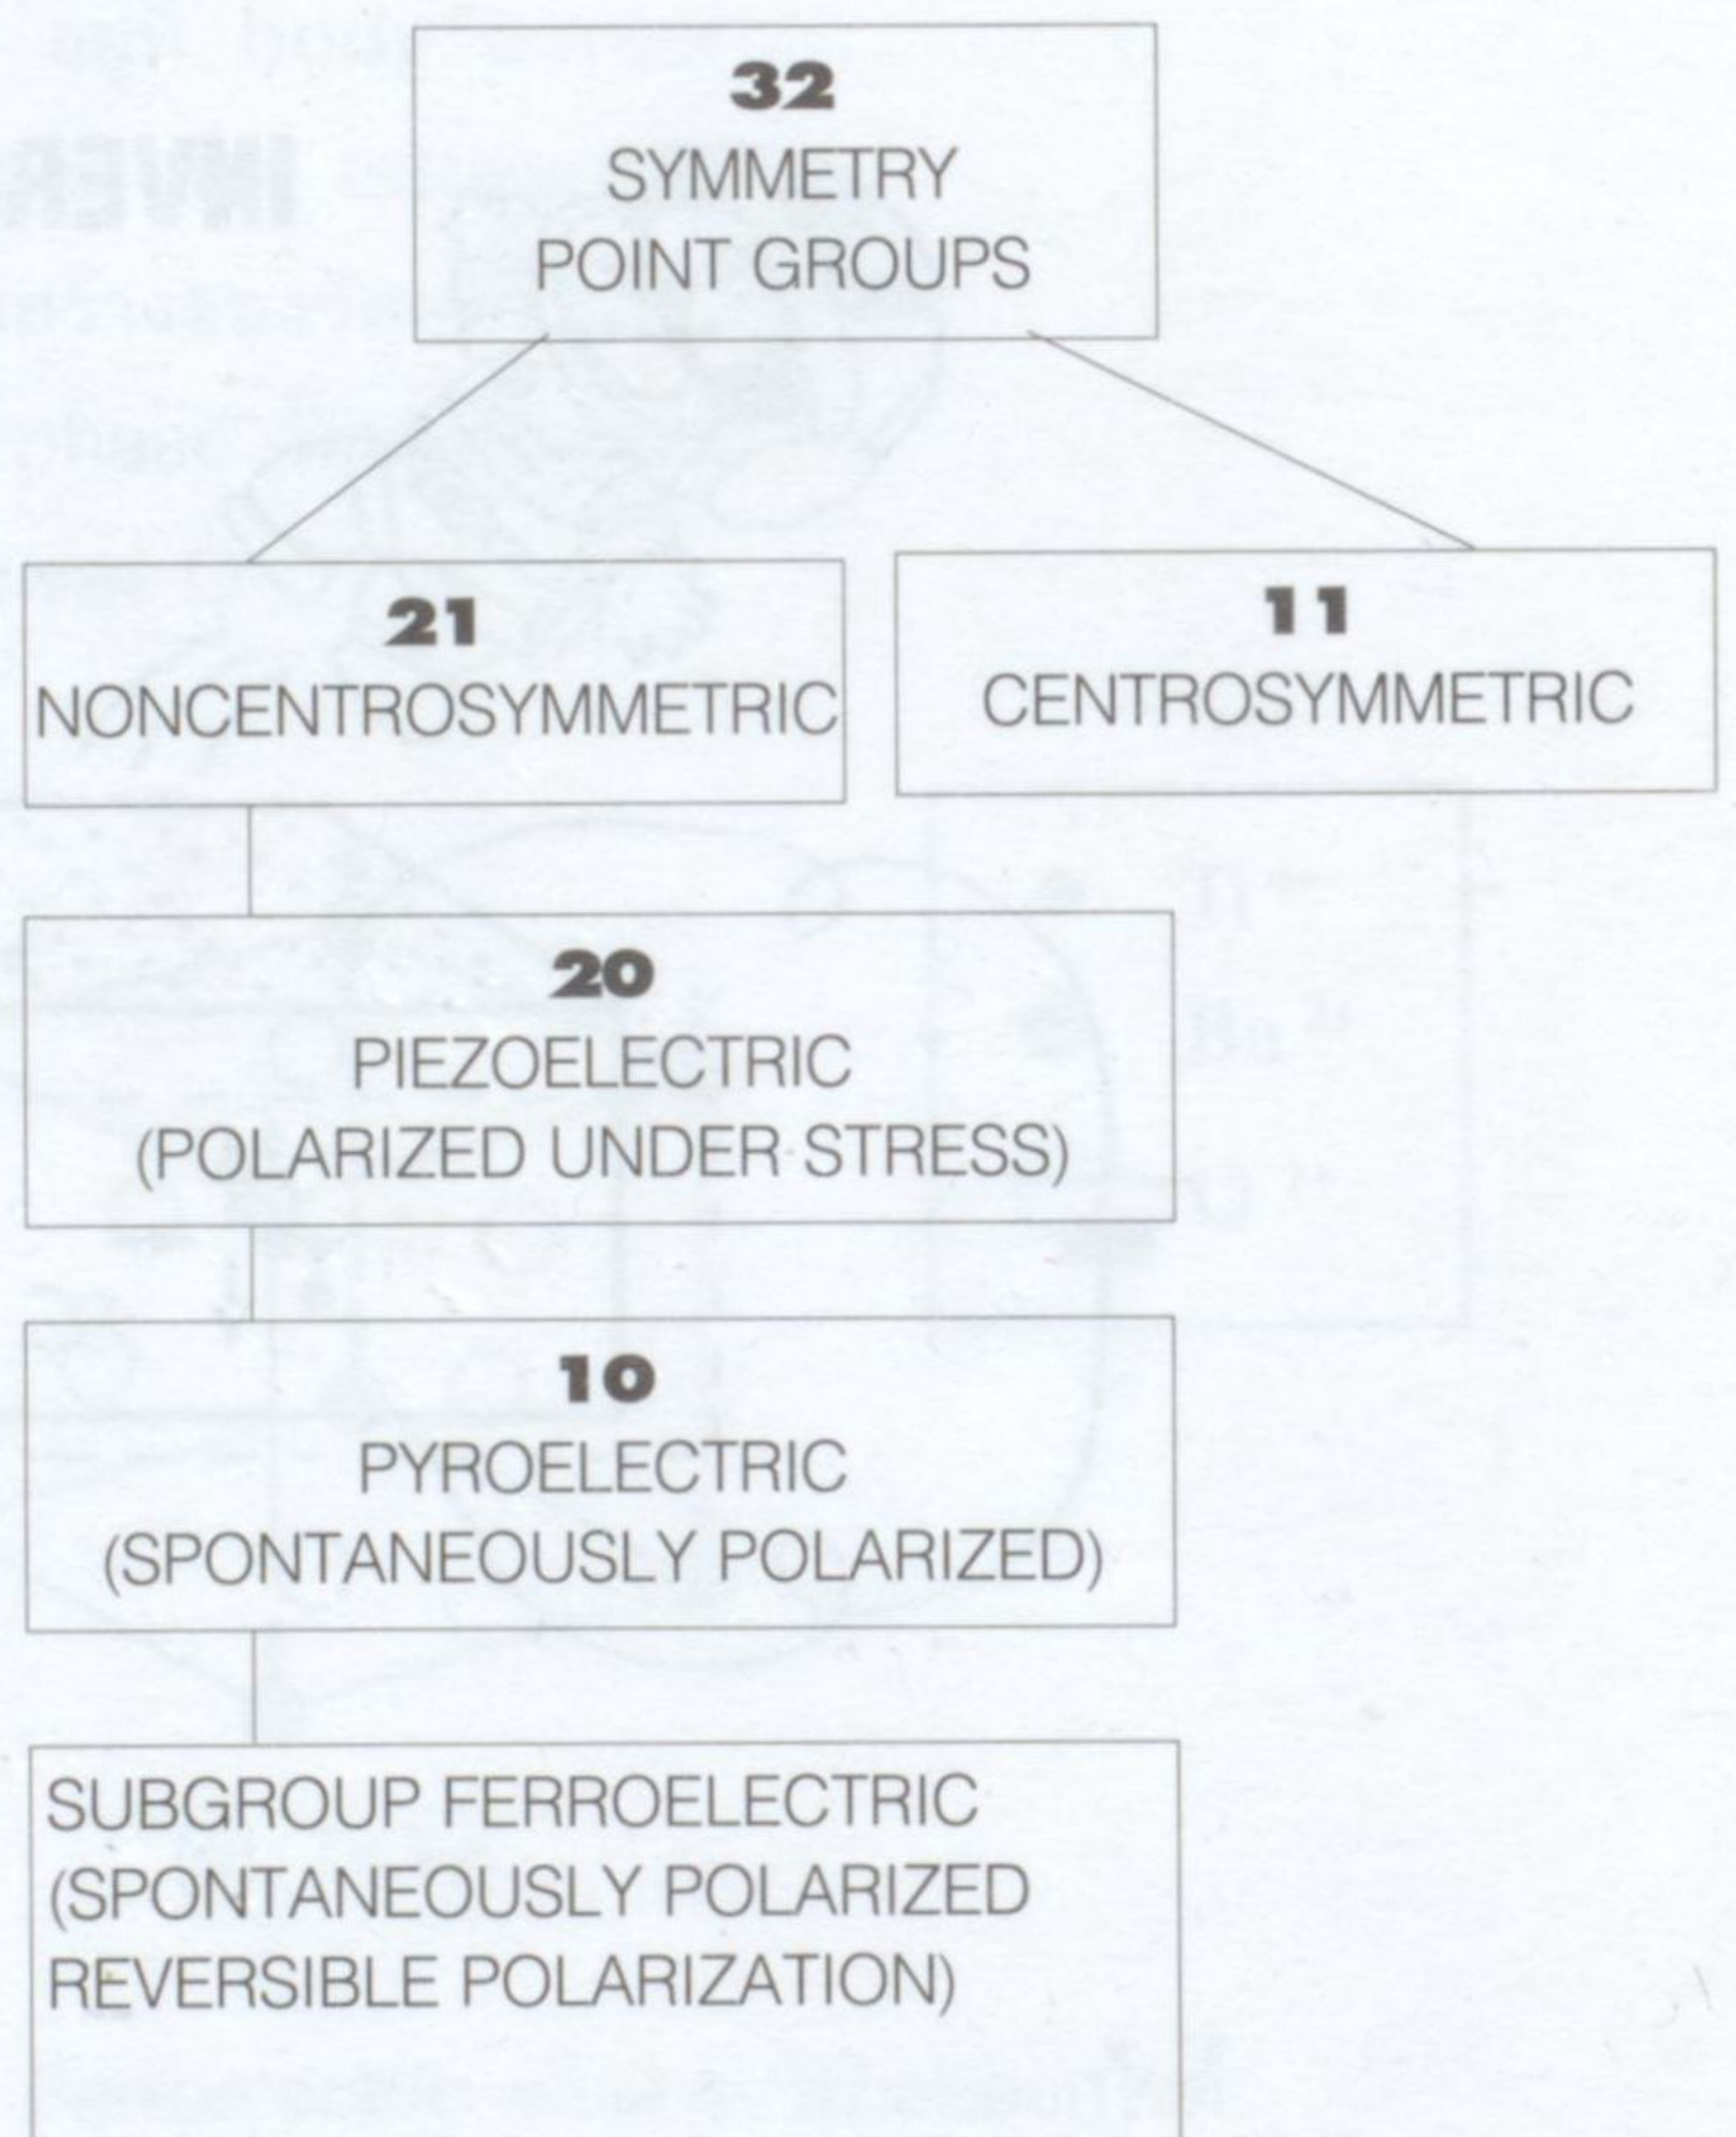 32
SYMMETRY
POINT GROUPS
21
NONCENTROSYMMETRIC
11
CENTROSYMMETRIC
20
PIEZOELECTRIC
(POLARIZED UNDER STRESS)
10
PYROELECTRIC
(SPONTANEOUSLY POLARIZED)
SUBGROUP FERROELECTRIC
(SPONTANEOUSLY POLARIZED
REVERSIBLE POLARIZATION)